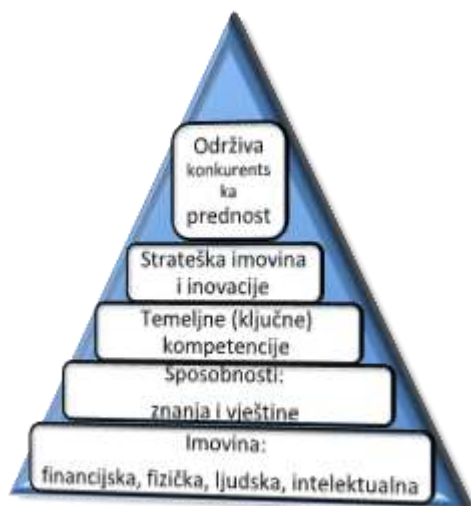 Održiva
konkurents
ka
prednost
Strateška imovina
i inovacije
Temeljne (ključne)
kompetencije
Sposobnosti:
znanja i vještine
Imovina:
financijska, fizička, ljudska, intelektualna